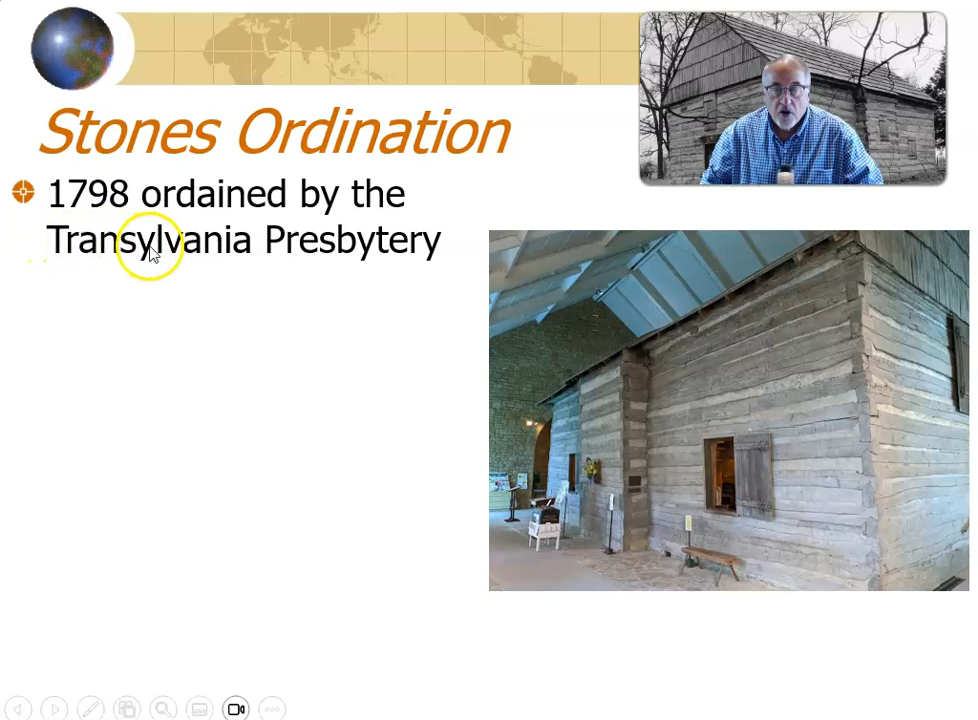 Stones Ordination
1798 ordained by the
Transylvania Presbytery